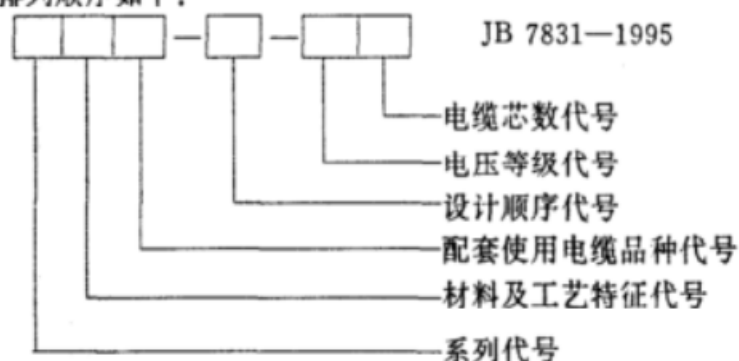 排列顺序如下：
JB 7831—1995
电缆芯数代号
电压等级代号
设计顺序代号
配套使用电缆品种代号
材料及工艺特征代号
系列代号